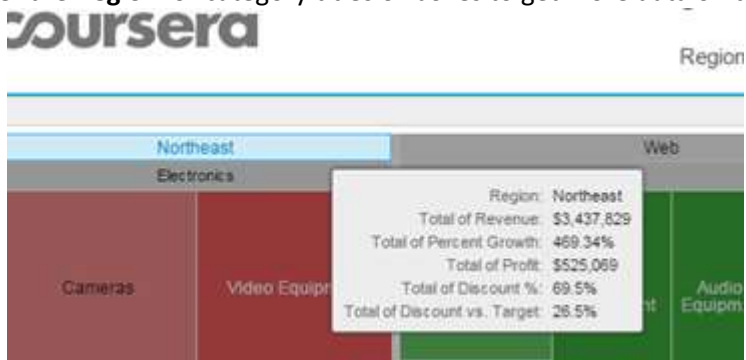 coursera
Region
Northeast
Web
Electronics
Region: Northeast
Total of Revenue: $3,437,829
Total of Percent Growth: 469.34%
Total of Profit: $525,069
Total of Discount %: 69.5%
Total of Discount vs. Target: 26.5%
Cameras
Video Equipm
Audio
Equipm